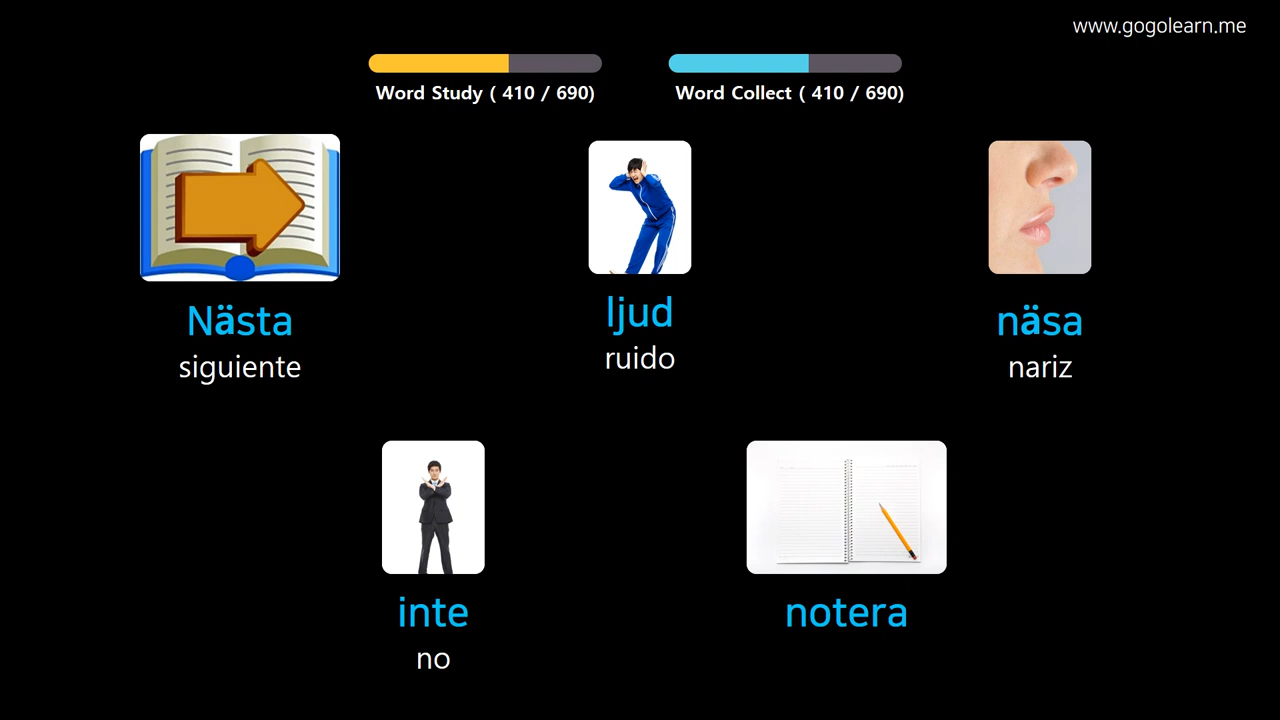 www.gogolearn.me
Word Study ( 410 / 690)
Word Collect ( 410 / 690)
Nästa
siguiente
ljud
ruido
näsa
nariz
inte
no
notera